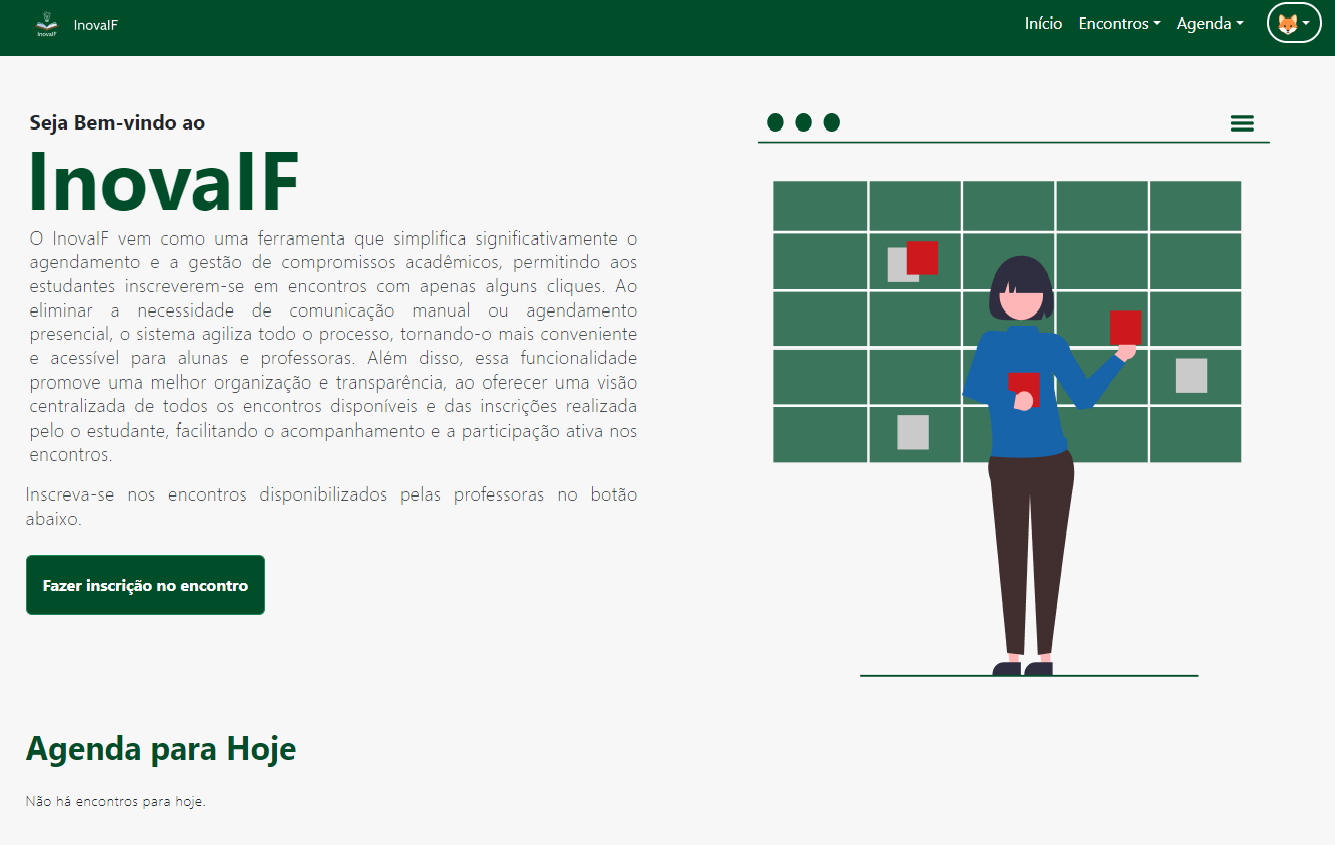 InovaIF
InovaIF
Início
Encontros
Agenda
Seja Bem-vindo ao
InovaIF
O InovaIF vem como uma ferramenta que simplifica significativamente o
agendamento e a gestão de compromissos acadêmicos, permitindo aos
estudantes inscreverem-se em encontros com apenas alguns cliques. Ao
eliminar a necessidade de comunicação manual ou agendamento
presencial, o sistema agiliza todo o processo, tornando-o mais conveniente
e acessível para alunas e professoras. Além disso, essa funcionalidade
promove uma melhor organização e transparência, ao oferecer uma visão
centralizada de todos os encontros disponíveis e das inscrições realizada
pelo o estudante, facilitando o acompanhamento e a participação ativa nos
encontros.
Inscreva-se nos encontros disponibilizados pelas professoras no botão
abaixo.
Fazer inscrição no encontro
Agenda para Hoje
Não há encontros para hoje.